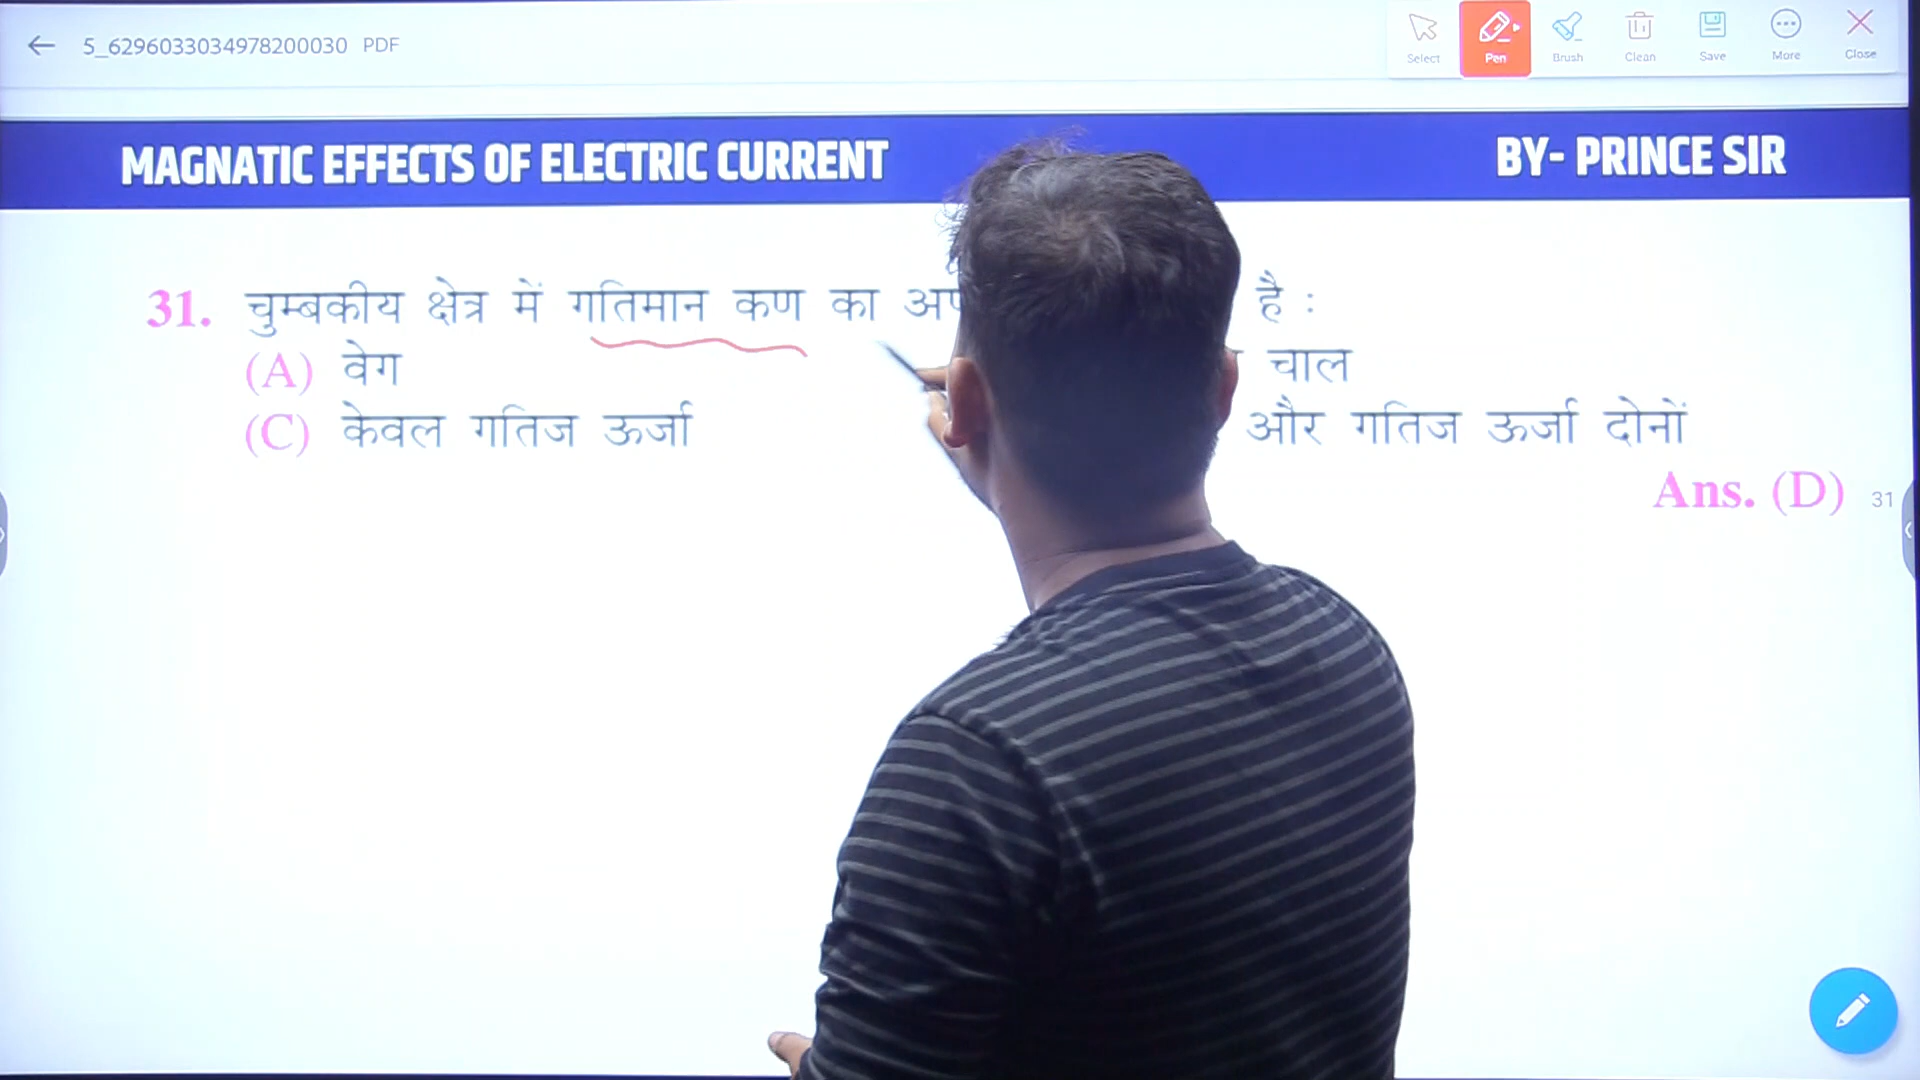 5_6296033034978200030 PDF
Select Pen Brush Clean Save More Close
MAGNATIC EFFECTS OF ELECTRIC CURRENT
BY- PRINCE SIR
31. चुम्बकीय क्षेत्र में गतिमान कण का है :
(A) वेग चाल
(C) केवल गतिज ऊर्जा और गतिज ऊर्जा दोनों
Ans. (D) 31